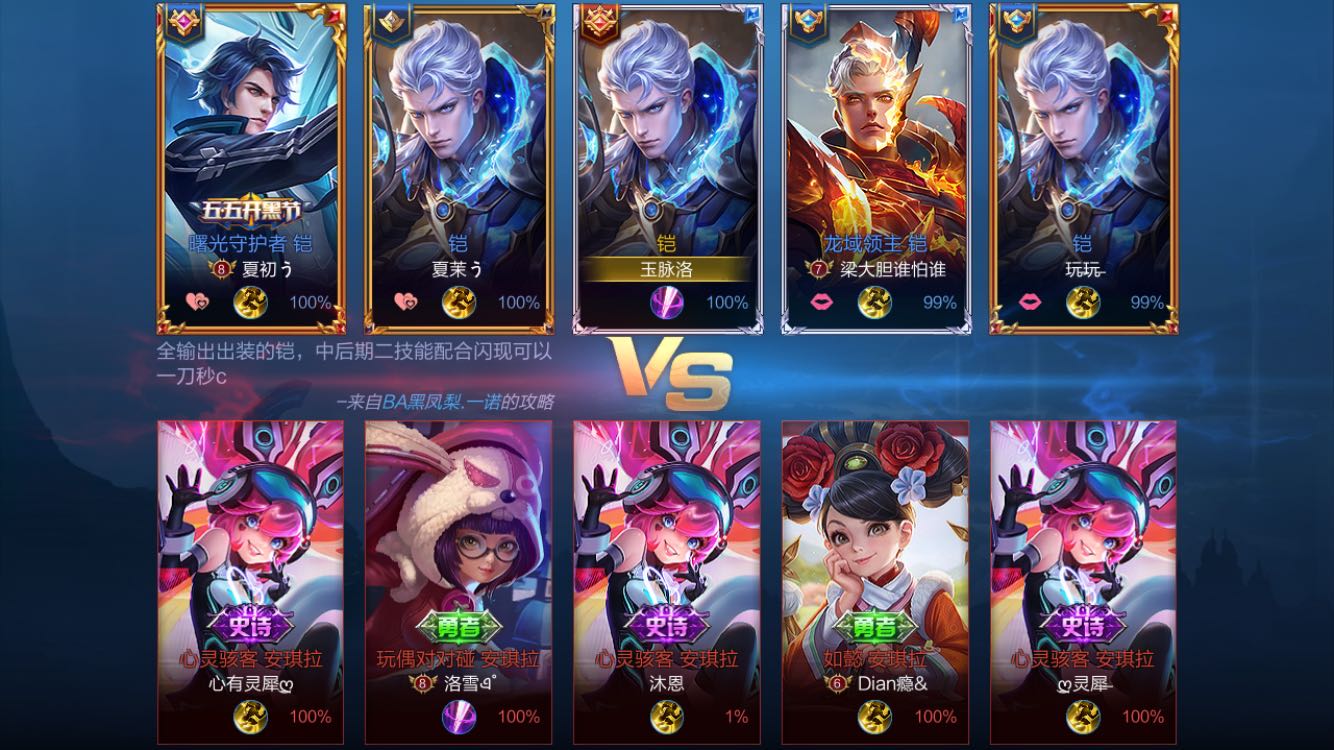 五五开黑节
曙光守护者 铠
8 夏初う
100%
铠
夏茉う
100%
铠
玉脉洛
100%
龙域领主 铠
7 梁大胆谁怕谁
99%
铠
玩玩
99%
全输出出装的铠，中后期二技能配合闪现可以
一刀秒c
-来自BA黑凤梨.一诺的攻略
VS
史诗
心灵骇客 安琪拉
心有灵犀ღ
100%
勇者
玩偶对对碰 安琪拉
8 洛雪
100%
史诗
心灵骇客 安琪拉
沐恩
1%
勇者
如懿 安琪拉
6 Dian瘾&
100%
史诗
心灵骇客 安琪拉
ღ灵犀
100%